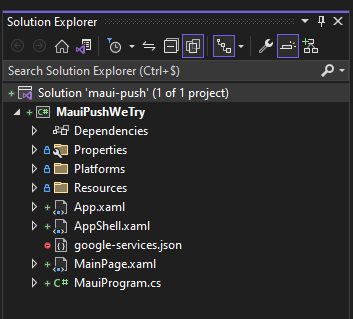 Solution Explorer
Search Solution Explorer (Ctrl+$)
Solution 'maui-push' (1 of 1 project)
C# MauiPushWeTry
Dependencies
Properties
Platforms
Resources
App.xaml
AppShell.xaml
google-services.json
MainPage.xaml
C# MauiProgram.cs